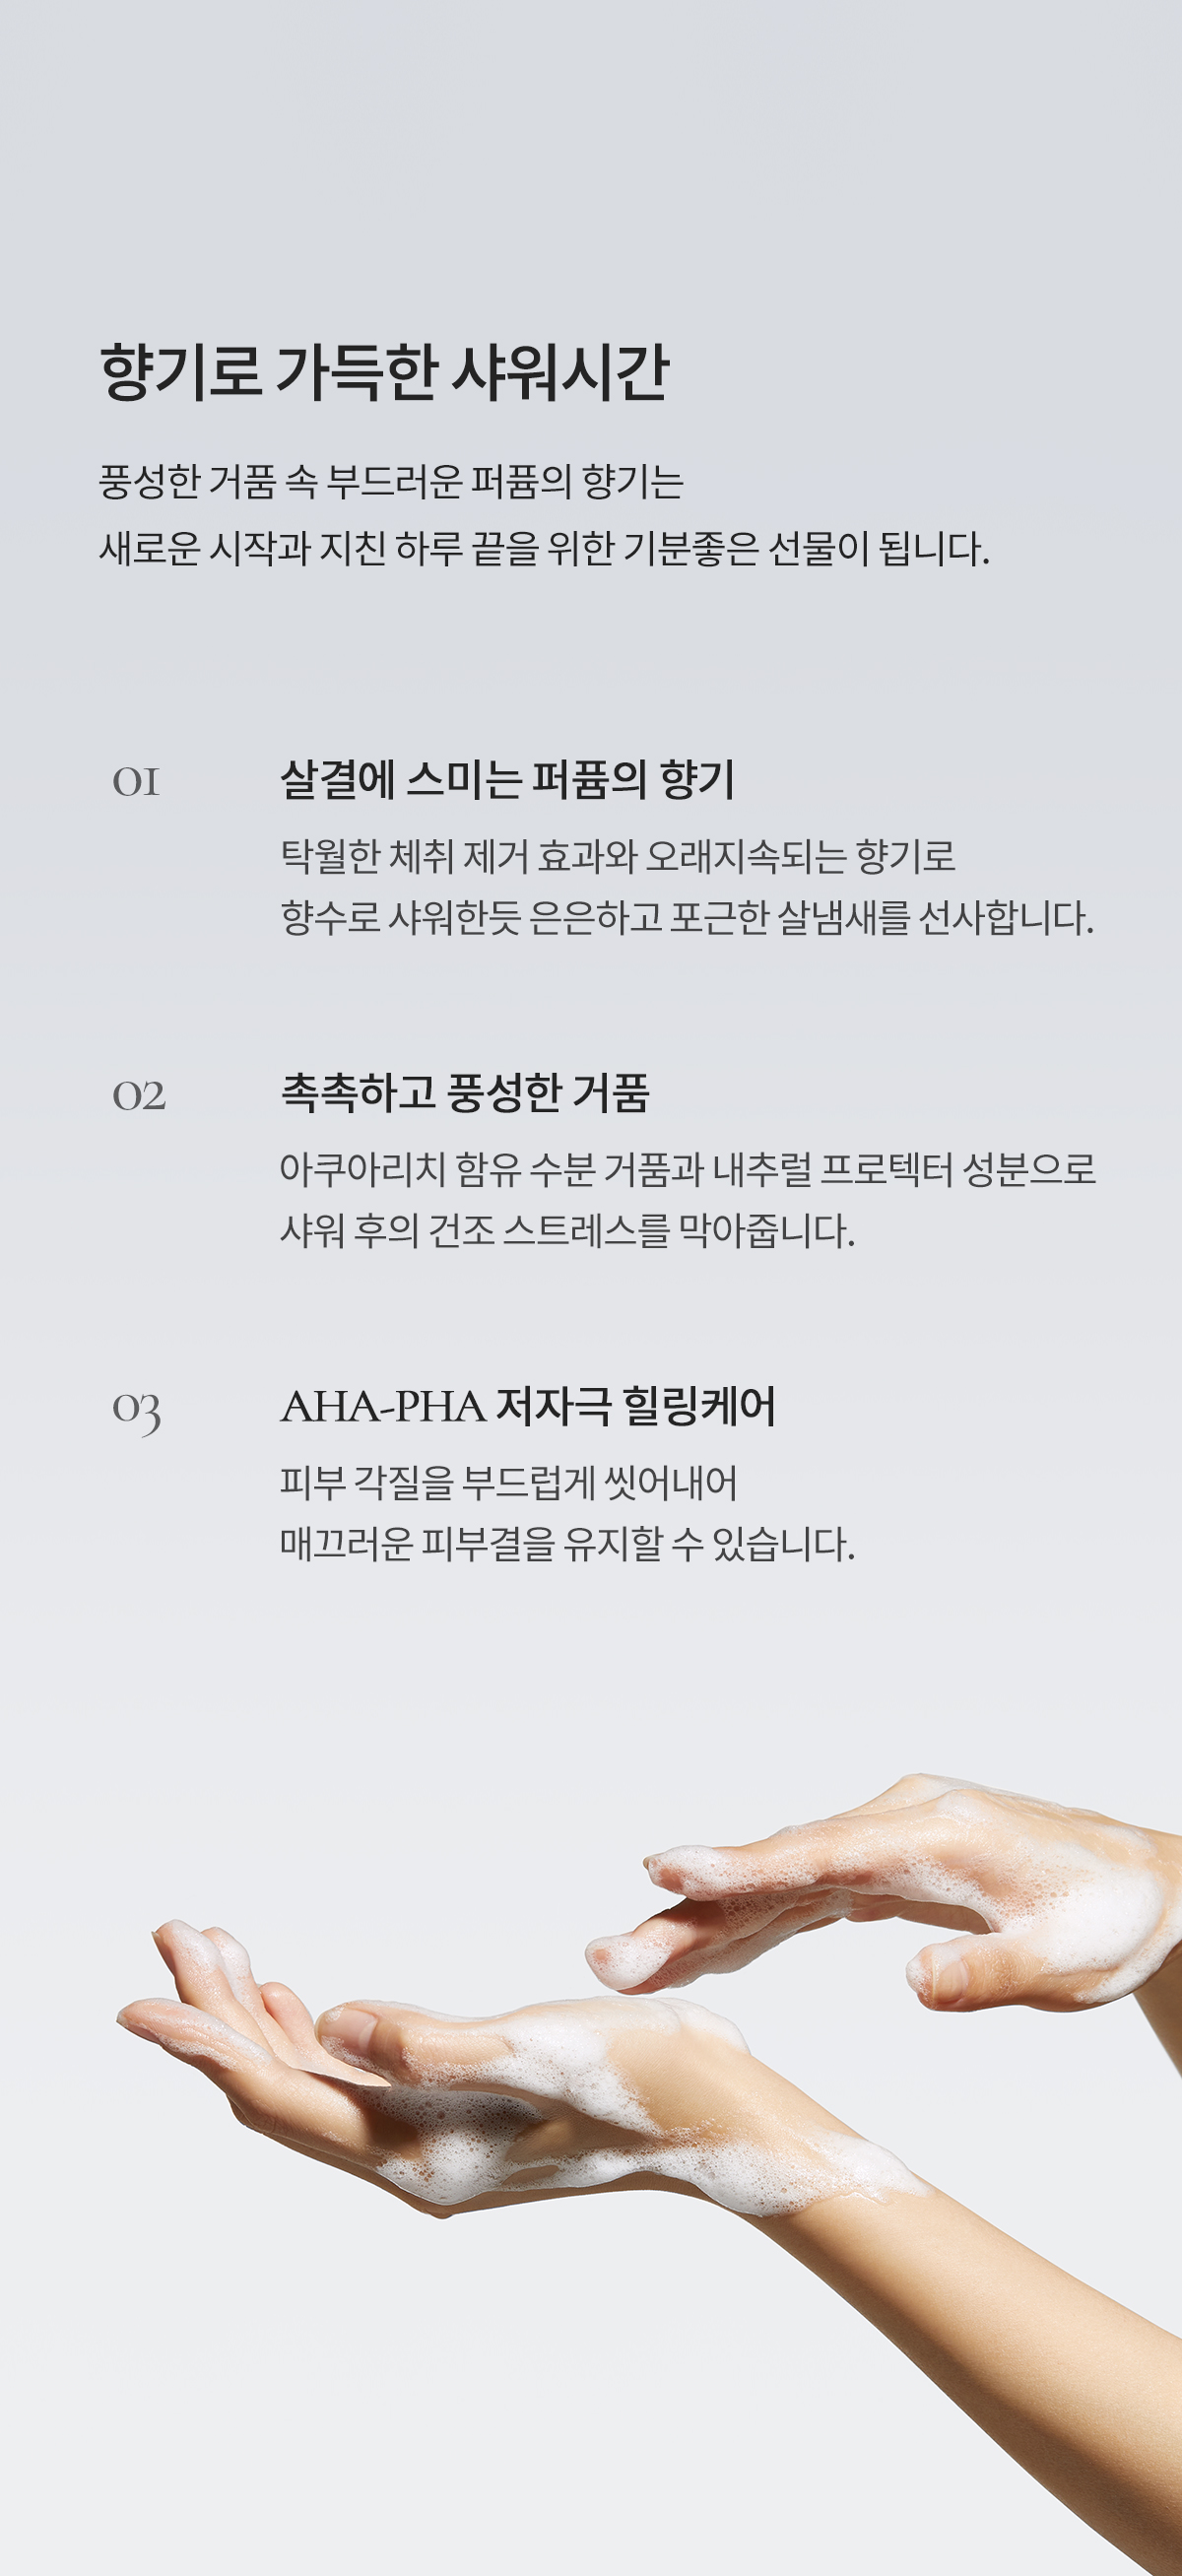 향기로 가득한 샤워시간
풍성한 거품 속 부드러운 퍼퓸의 향기는
새로운 시작과 지친 하루 끝을 위한 기분좋은 선물이 됩니다.
01
살결에 스미는 퍼퓸의 향기
탁월한 체취 제거 효과와 오래지속되는 향기로
향수로 샤워한듯 은은하고 포근한 살냄새를 선사합니다.
02
촉촉하고 풍성한 거품
아쿠아리치 함유 수분 거품과 내추럴 프로텍터 성분으로
샤워 후의 건조 스트레스를 막아줍니다.
03
AHA-PHA 저자극 힐링케어
피부 각질을 부드럽게 씻어내어
매끄러운 피부결을 유지할 수 있습니다.